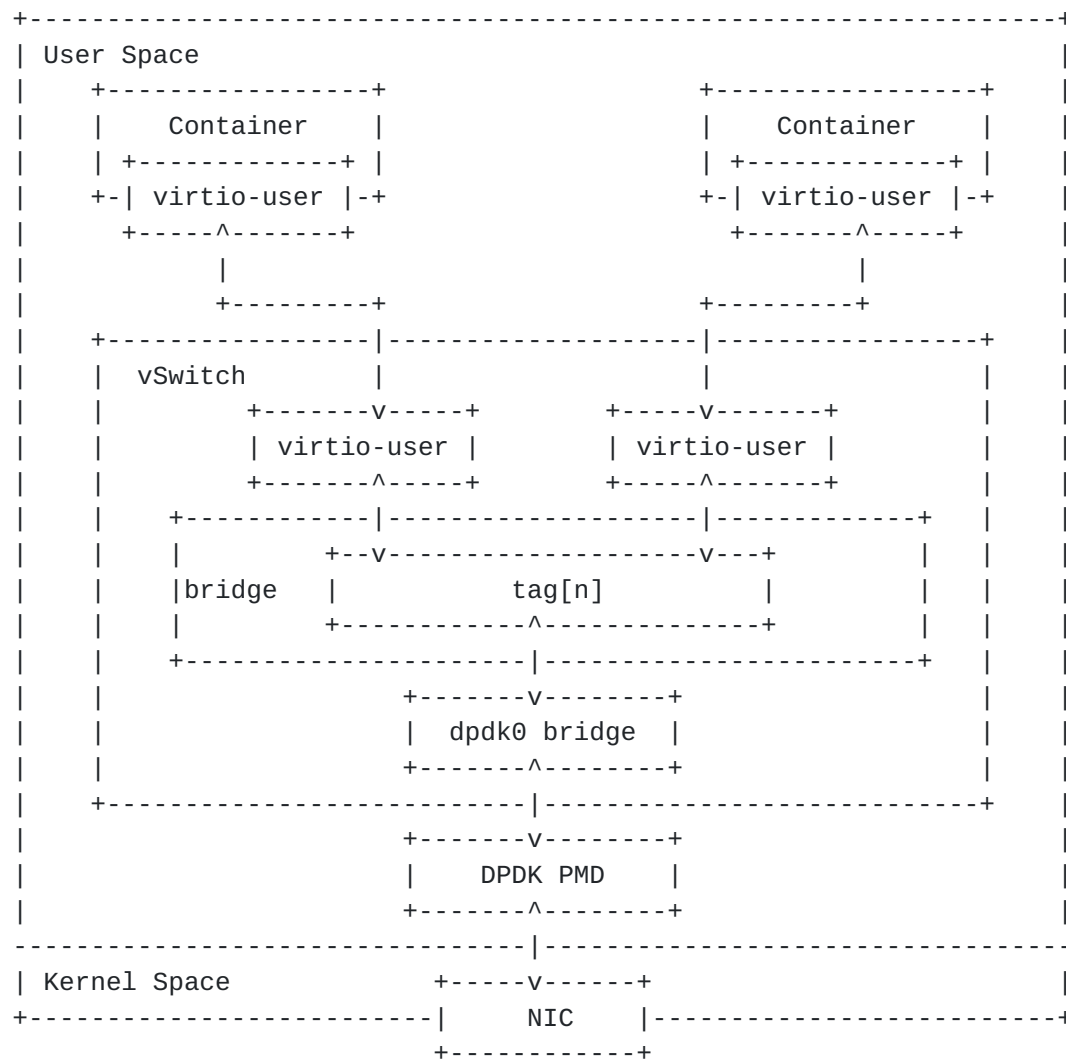 User Space
Container Container
virtio-user virtio-user
vSwitch
virtio-user virtio-user
bridge tag[n]
dpdk0 bridge
DPDK PMD
Kernel Space
NIC